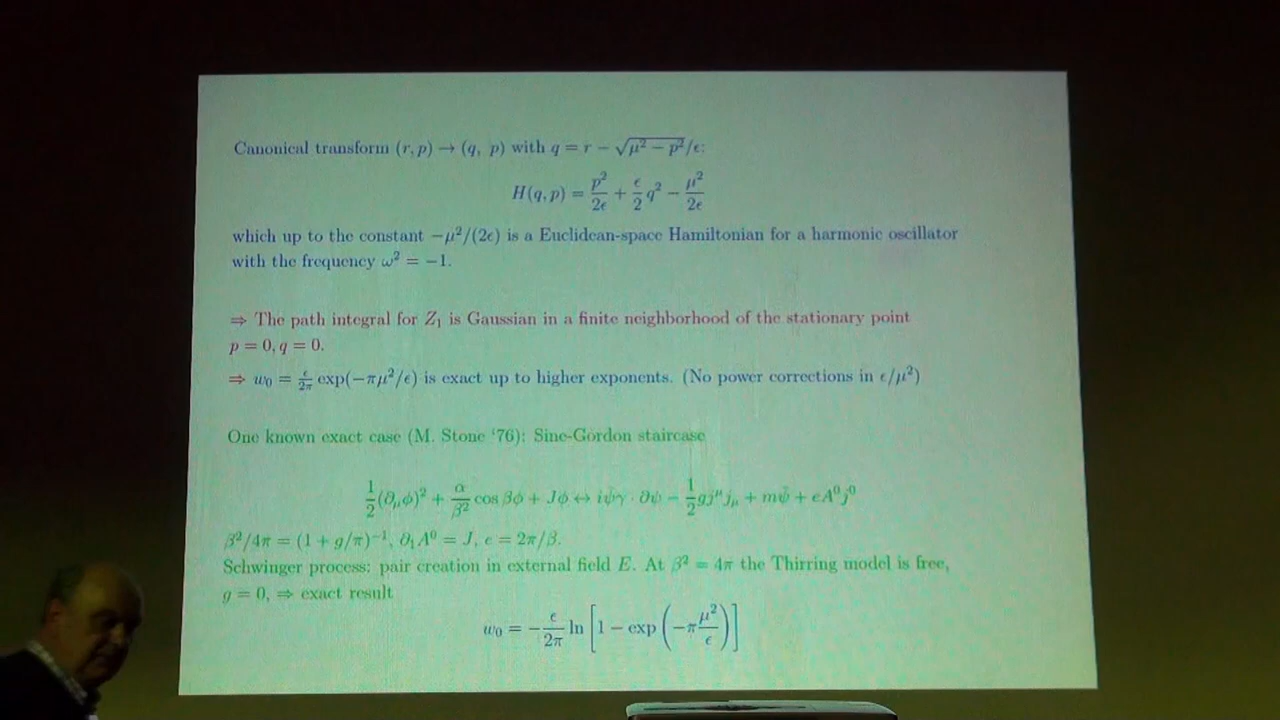 Canonical transform (r, p) → (q, p) with q = r − √(μ² − p²)/ϵ:
H(q, p) = p²/2ϵ + ϵ/2 q² − μ²/2ϵ
which up to the constant −μ²/(2ϵ) is a Euclidean-space Hamiltonian for a harmonic oscillator
with the frequency ω² = −1.
⇒ The path integral for Z₁ is Gaussian in a finite neighborhood of the stationary point
p = 0, q = 0.
⇒ w₀ = ϵ/2π exp(−πμ²/ϵ) is exact up to higher exponents. (No power corrections in ϵ/μ²)
One known exact case (M. Stone '76): Sine-Gordon staircase
1/2(∂μφ)² + α/β² cos βφ + Jφ ↔ iψ̄γ · ∂ψ − 1/2 gj^μ jμ + mψ̄ + eA⁰j⁰
β²/4π = (1 + g/π)⁻¹, ∂₁A⁰ = J, e = 2π/β.
Schwinger process: pair creation in external field E. At β² = 4π the Thirring model is free,
g = 0, ⇒ exact result
w₀ = −ϵ/2π ln [1 − exp (−π μ²/ϵ)]